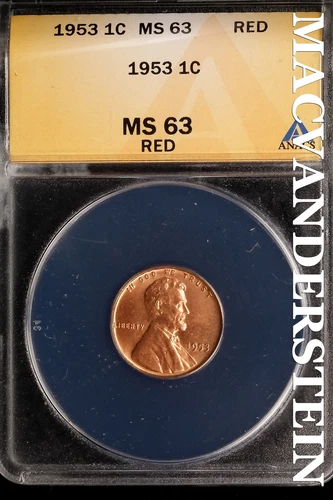 1953 1C MS 63 RED
1953 1C
MS 63
RED
ANACS
IN GOD WE TRUST
LIBERTY
1953
MACVANDERSTEIN